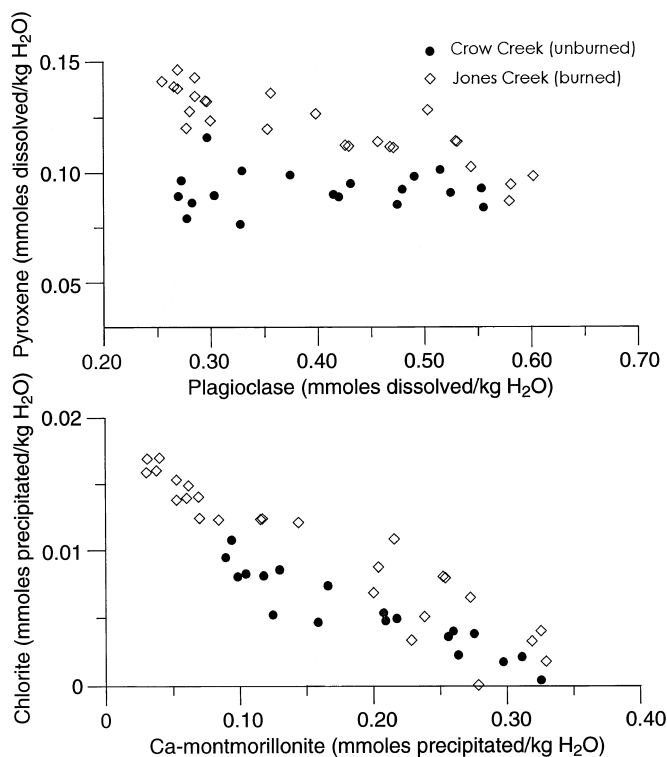 Crow Creek (unburned)
Jones Creek (burned)
Pyroxene (mmoles dissolved/kg H₂O)
0.15
0.10
0.05
0.20 0.30 0.40 0.50 0.60 0.70
Plagioclase (mmoles dissolved/kg H₂O)
Chlorite (mmoles precipitated/kg H₂O)
0.02
0.01
0
0 0.10 0.20 0.30 0.40
Ca-montmorillonite (mmoles precipitated/kg H₂O)